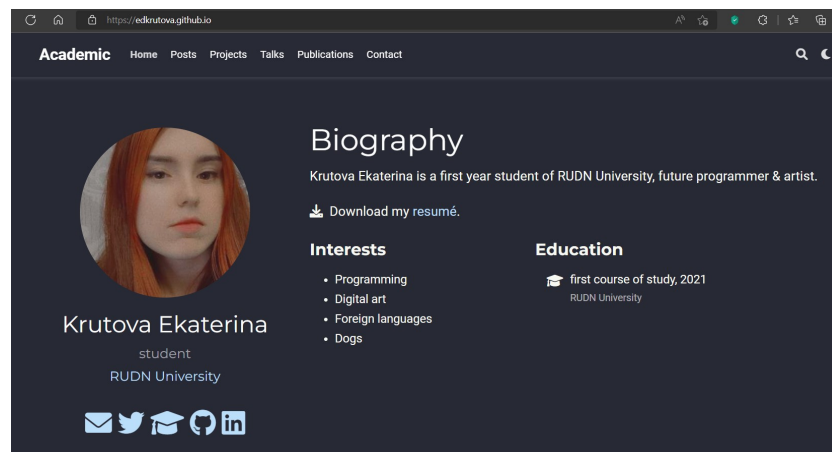 https://edkrutova.github.io
Academic Home Posts Projects Talks Publications Contact
Biography
Krutova Ekaterina is a first year student of RUDN University, future programmer & artist.
Download my resumé.
Interests
Programming
Digital art
Foreign languages
Dogs
Education
first course of study, 2021
RUDN University
Krutova Ekaterina
student
RUDN University